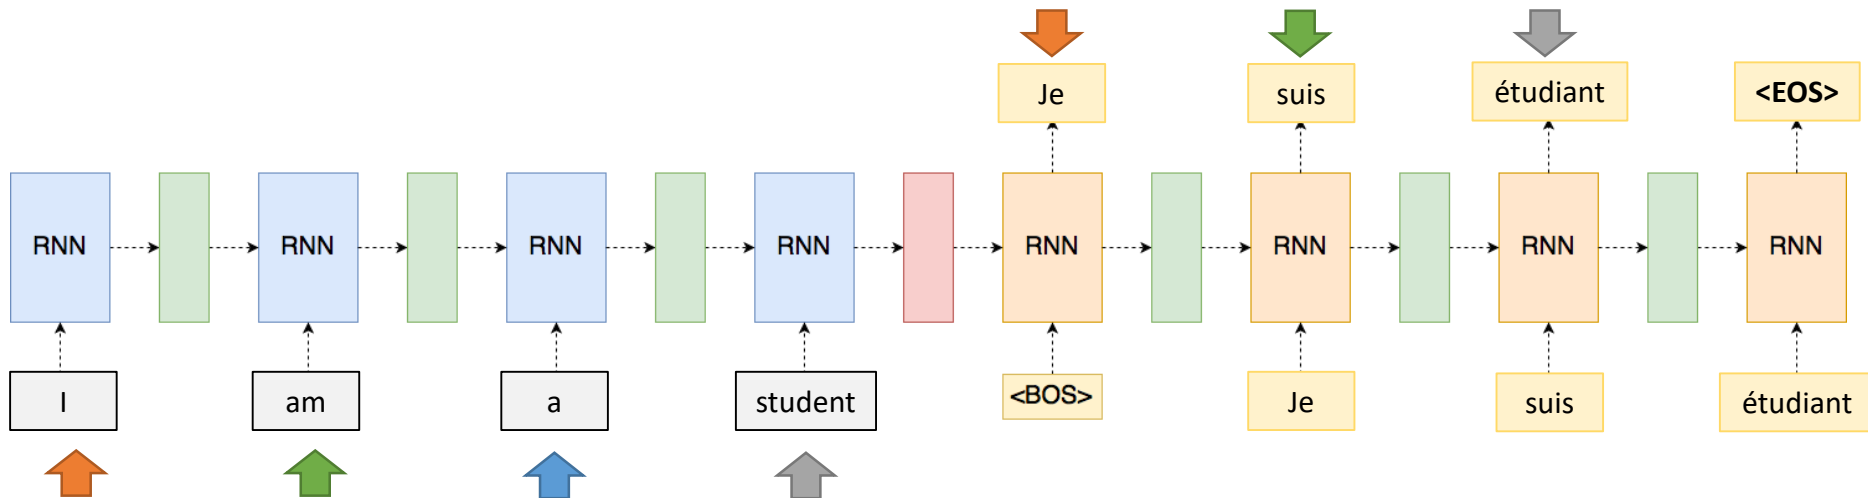 Je suis étudiant <EOS>
RNN RNN RNN RNN RNN RNN RNN RNN
I am a student <BOS> Je suis étudiant